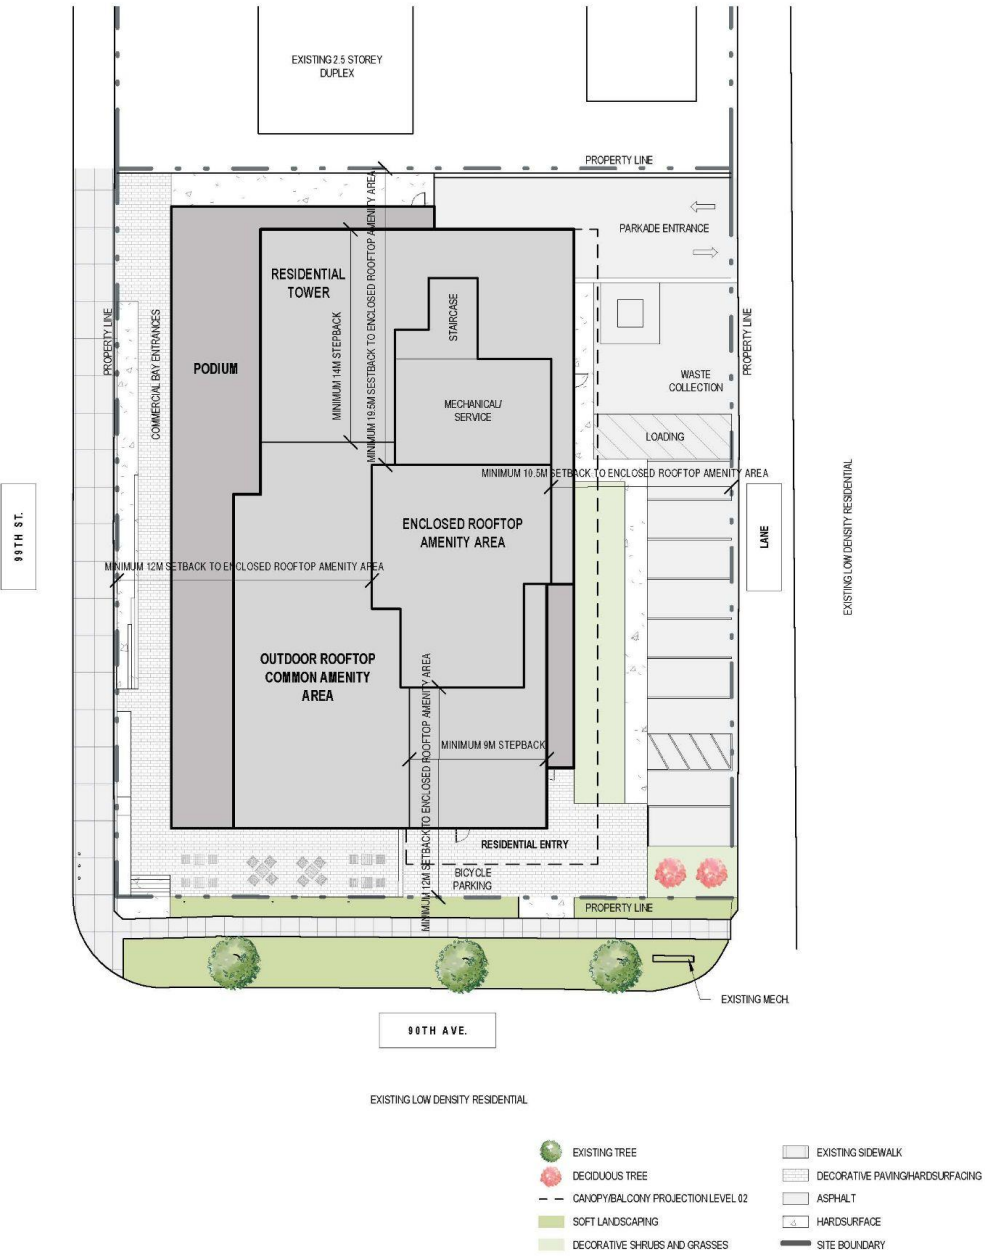 EXISTING 2.5 STOREY
DUPLEX
PROPERTY LINE
PARKADE ENTRANCE
RESIDENTIAL
TOWER
MINIMUM 19.5M SESTBACK TO ENCLOSED ROOFTOP AMENITY AREA
STAIRCASE
PROPERTY LINE
COMMERCIAL BAY ENTRANCES
PODIUM
MINIMUM 14M STEPBACK
MECHANICAL/
SERVICE
WASTE
COLLECTION
PROPERTY LINE
LOADING
MINIMUM 10.5M SETBACK TO ENCLOSED ROOFTOP AMENITY AREA
99TH ST.
ENCLOSED ROOFTOP
AMENITY AREA
LANE
EXISTING LOW DENSITY RESIDENTIAL
MINIMUM 12M SETBACK TO ENCLOSED ROOFTOP AMENITY AREA
OUTDOOR ROOFTOP
COMMON AMENITY
AREA
MINIMUM 12M SETBACK TO ENCLOSED ROOFTOP AMENITY AREA
MINIMUM 9M STEPBACK
RESIDENTIAL ENTRY
BICYCLE
PARKING
PROPERTY LINE
EXISTING MECH.
90TH AVE.
EXISTING LOW DENSITY RESIDENTIAL
EXISTING TREE
DECIDUOUS TREE
CANOPY/BALCONY PROJECTION LEVEL 02
SOFT LANDSCAPING
DECORATIVE SHRUBS AND GRASSES
EXISTING SIDEWALK
DECORATIVE PAVING/HARDSURFACING
ASPHALT
HARDSURFACE
SITE BOUNDARY